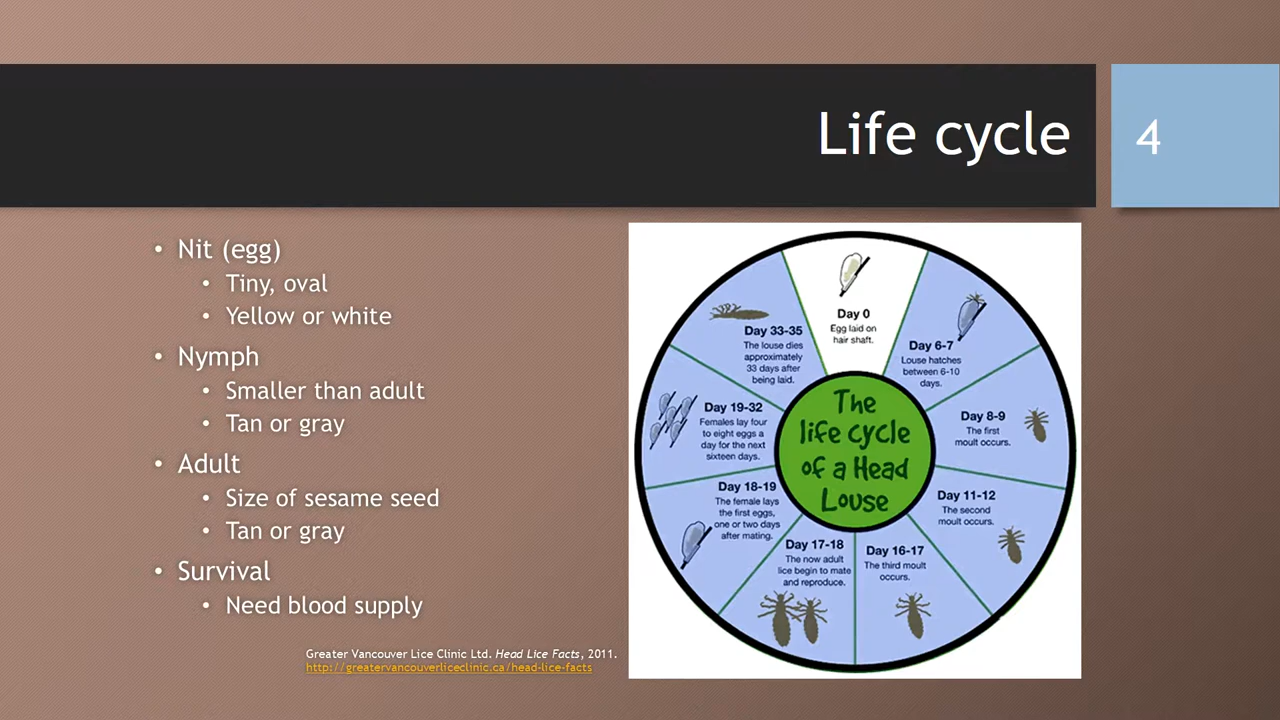 Life cycle
4
• Nit (egg)
• Tiny, oval
• Yellow or white
• Nymph
• Smaller than adult
• Tan or gray
• Adult
• Size of sesame seed
• Tan or gray
• Survival
• Need blood supply
Greater Vancouver Lice Clinic Ltd. Head Lice Facts, 2011.
http://greatervancouverliceclinic.ca/head-lice-facts
The
life cycle
of a Head
Louse
Day 0
Egg laid on
hair shaft.
Day 6-7
Louse hatches
between 6-10
days.
Day 8-9
The first
moult occurs.
Day 11-12
The second
moult occurs.
Day 16-17
The third moult
occurs.
Day 17-18
The now adult
lice begin to mate
and reproduce.
Day 18-19
The female lays
the first eggs,
one or two days
after mating.
Day 19-32
Females lay four
to eight eggs a
day for the next
sixteen days.
Day 33-35
The louse dies
approximately
33 days after
being laid.